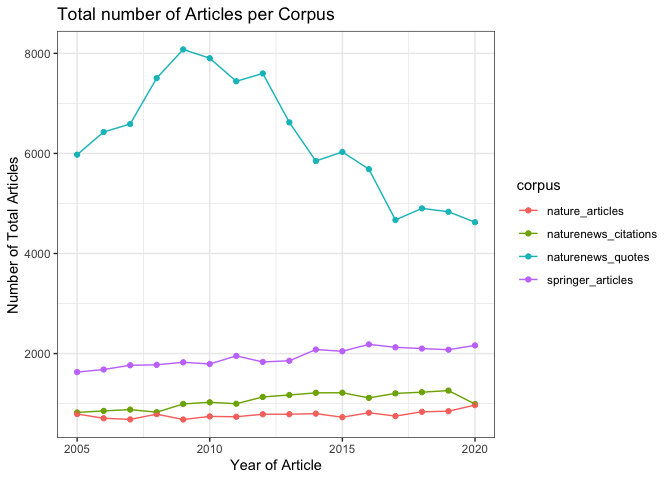 Total number of Articles per Corpus
8000
6000
4000
2000
Number of Total Articles
2005
2010
2015
2020
Year of Article
corpus
nature_articles
naturenews_citations
naturenews_quotes
springer_articles